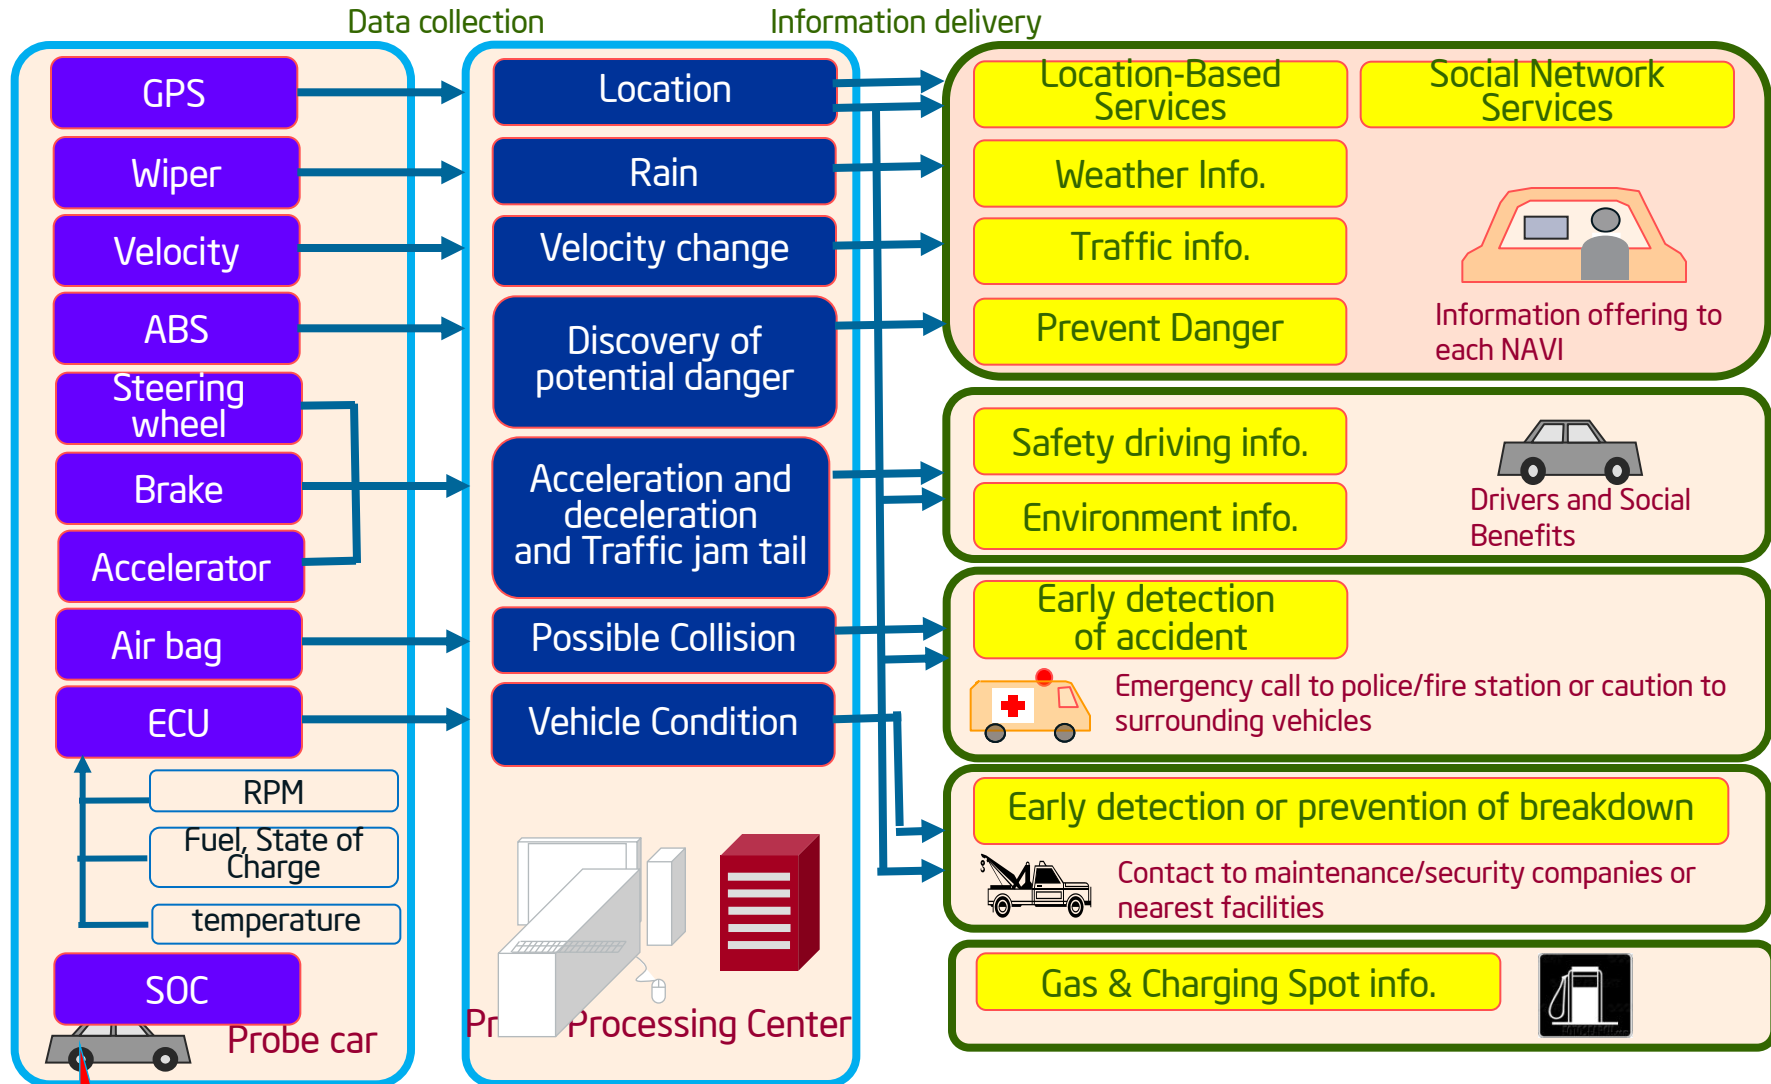 Data collection
Information delivery
GPS
Wiper
Velocity
ABS
Steering
wheel
Brake
Accelerator
Air bag
ECU
RPM
Fuel, State of
Charge
temperature
SOC
Probe car
Location
Rain
Velocity change
Discovery of
potential danger
Acceleration and
deceleration
and Traffic jam tail
Possible Collision
Vehicle Condition
Processing Center
Location-Based
Services
Social Network
Services
Weather Info.
Traffic info.
Prevent Danger
Information offering to
each NAVI
Safety driving info.
Environment info.
Drivers and Social
Benefits
Early detection
of accident
Emergency call to police/fire station or caution to
surrounding vehicles
Early detection or prevention of breakdown
Contact to maintenance/security companies or
nearest facilities
Gas & Charging Spot info.